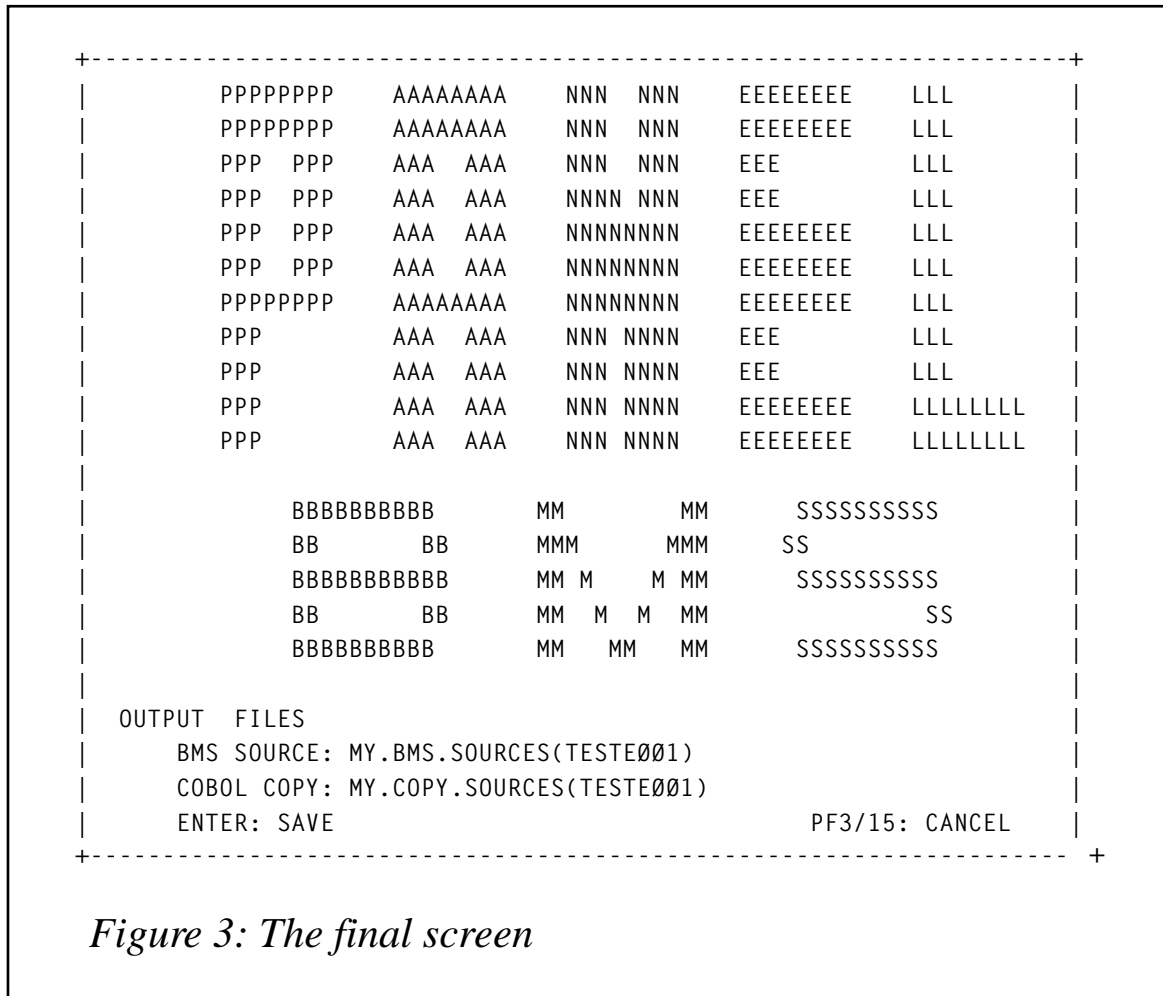 +--------------------------------------------------------------------+
|         PPPPPPPP    AAAAAAAA    NNN  NNN    EEEEEEEE    LLL        |
|         PPPPPPPP    AAAAAAAA    NNN  NNN    EEEEEEEE    LLL        |
|         PPP  PPP    AAA  AAA    NNN  NNN    EEE         LLL        |
|         PPP  PPP    AAA  AAA    NNNN NNN    EEE         LLL        |
|         PPP  PPP    AAA  AAA    NNNNNNNN    EEEEEEEE    LLL        |
|         PPP  PPP    AAA  AAA    NNNNNNNN    EEEEEEEE    LLL        |
|         PPPPPPPP    AAAAAAAA    NNNNNNNN    EEEEEEEE    LLL        |
|         PPP         AAA  AAA    NNN NNNN    EEE         LLL        |
|         PPP         AAA  AAA    NNN NNNN    EEE         LLL        |
|         PPP         AAA  AAA    NNN NNNN    EEEEEEEE    LLLLLLLL   |
|         PPP         AAA  AAA    NNN NNNN    EEEEEEEE    LLLLLLLL   |
|                                                                    |
|              BBBBBBBBBB       MM        MM      SSSSSSSSSS         |
|              BB       BB      MMM      MMM     SS                  |
|              BBBBBBBBBBB      MM M    M MM      SSSSSSSSSS         |
|              BB       BB      MM  M  M  MM               SS        |
|              BBBBBBBBBB       MM   MM   MM      SSSSSSSSSS         |
|                                                                    |
|  OUTPUT  FILES                                                     |
|      BMS SOURCE: MY.BMS.SOURCES(TESTEØØ1)                          |
|      COBOL COPY: MY.COPY.SOURCES(TESTEØØ1)                         |
|      ENTER: SAVE                                 PF3/15: CANCEL    |
+-------------------------------------------------------------------- +
Figure 3: The final screen